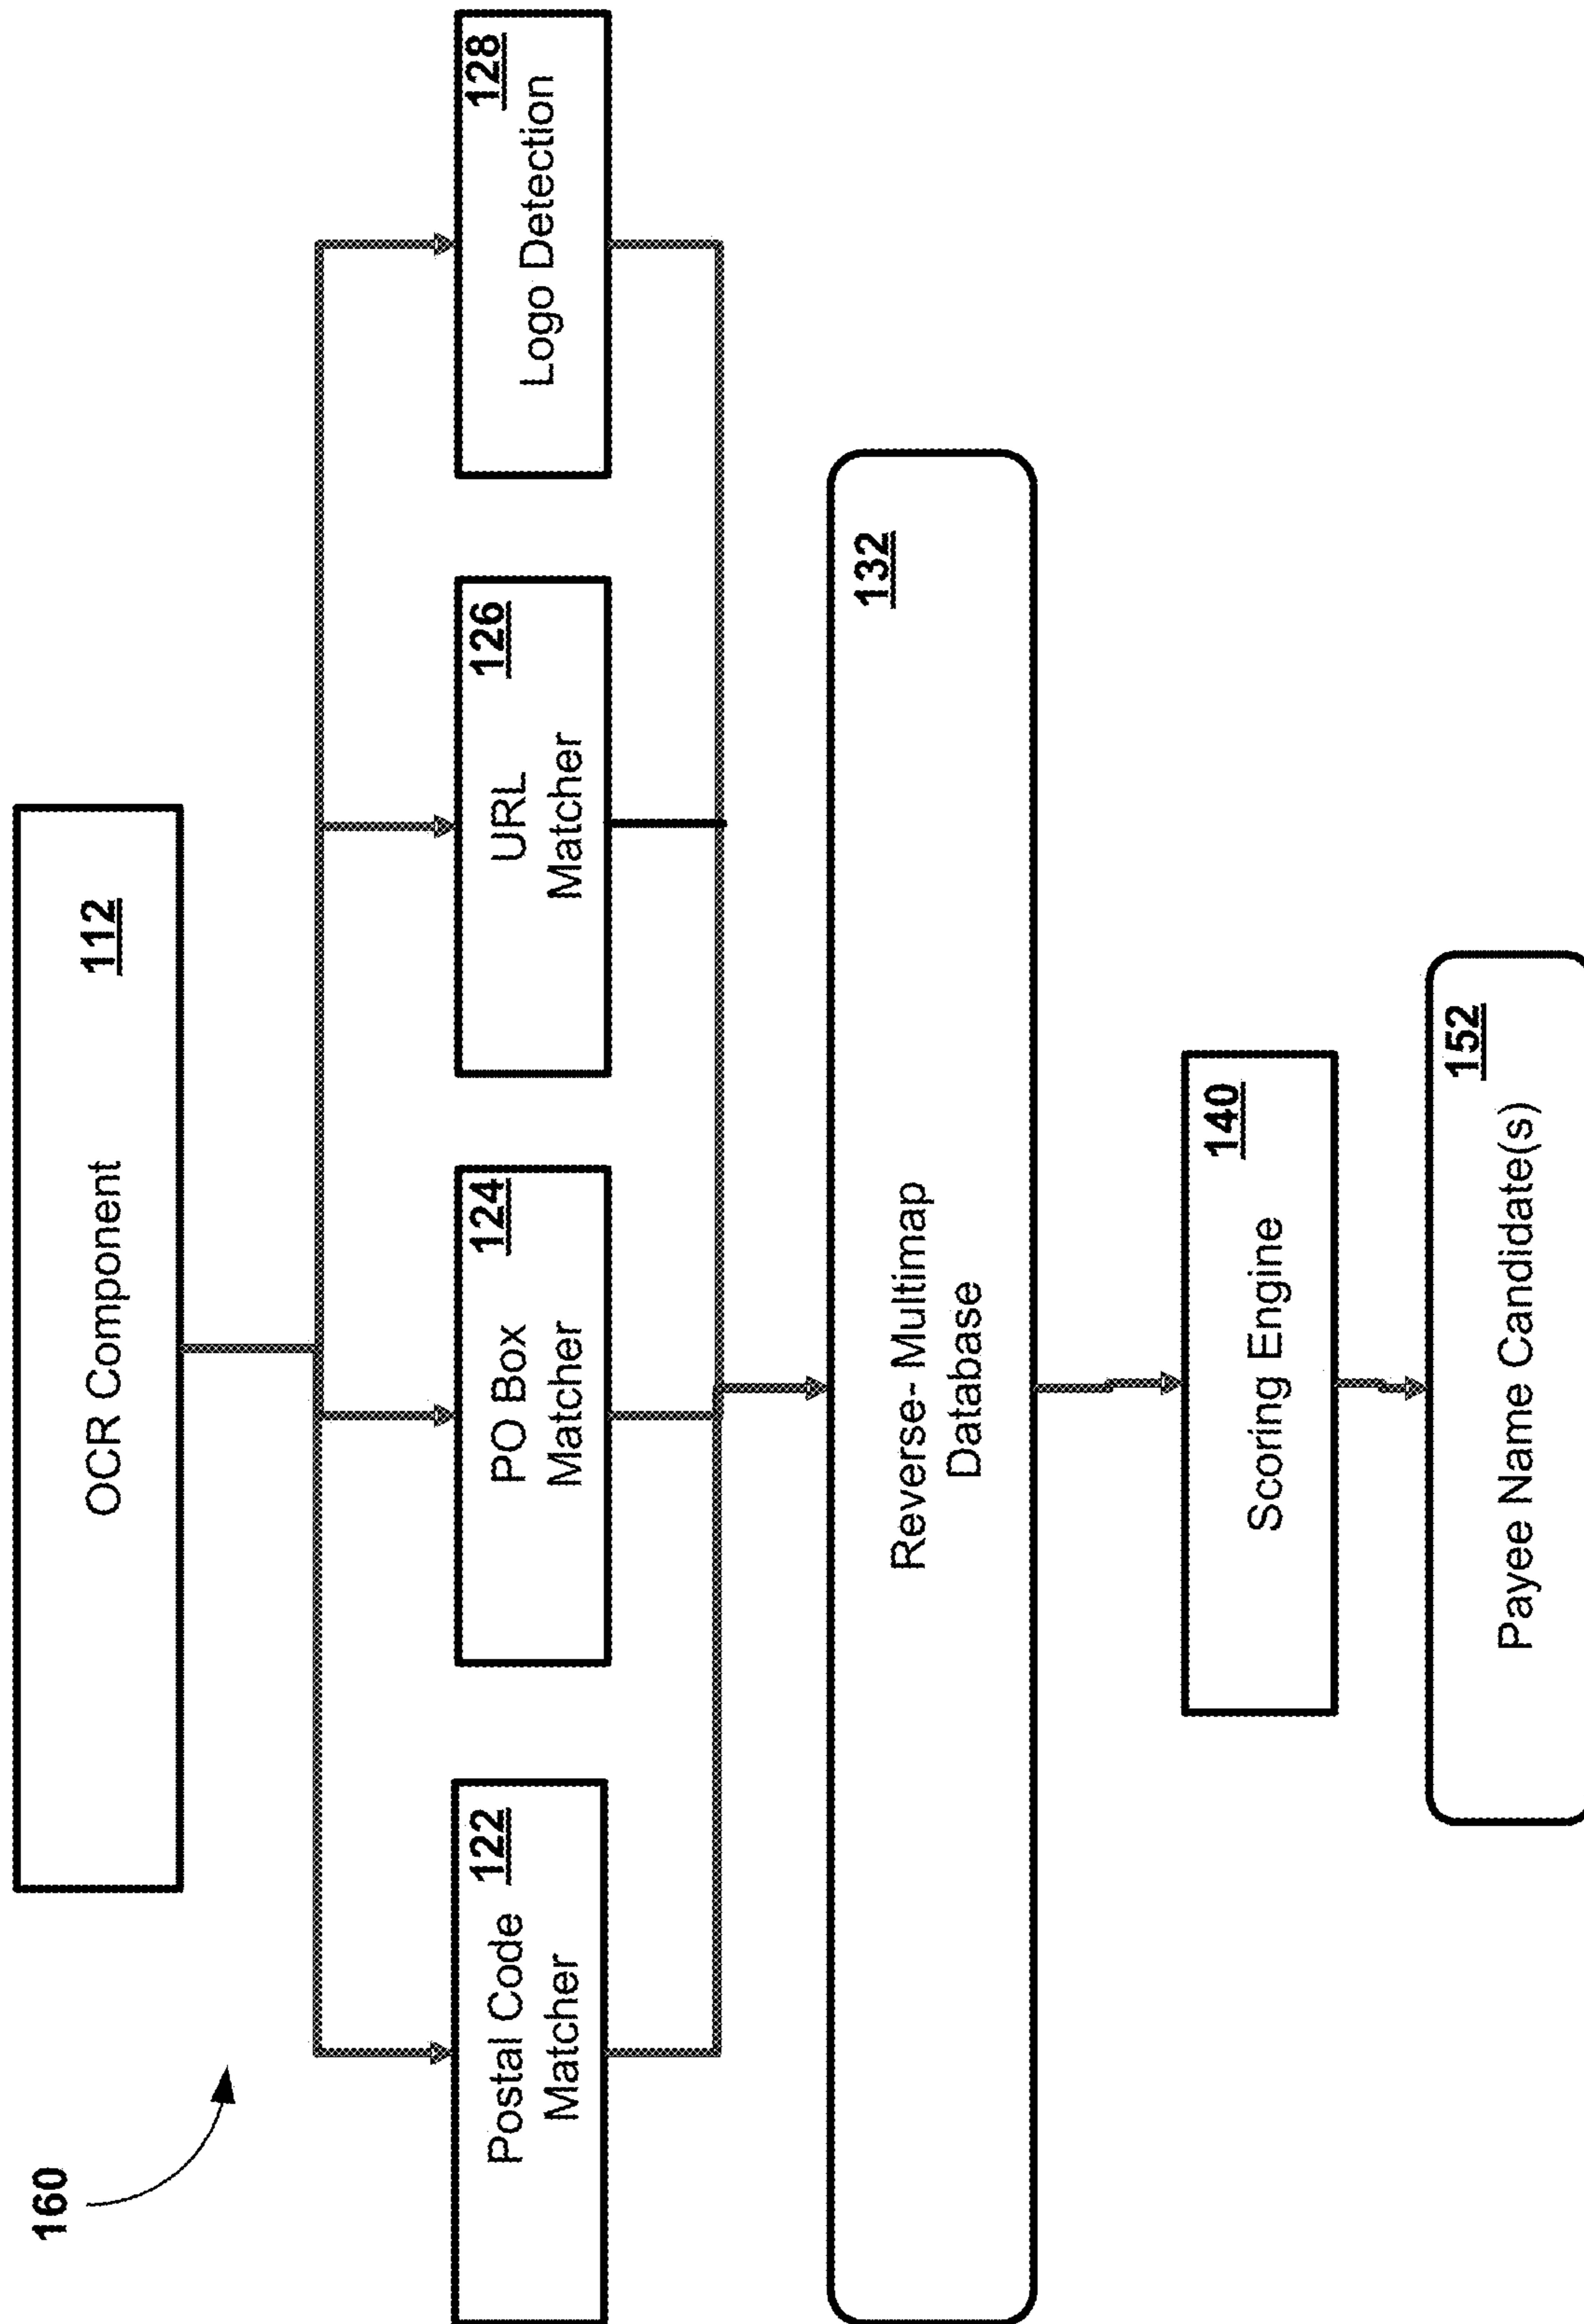 160
OCR Component
112
Postal Code
Matcher
122
PO Box
Matcher
124
URL
Matcher
126
Logo Detection
128
Reverse- Multimap
Database
132
Scoring Engine
140
Payee Name Candidate(s)
152